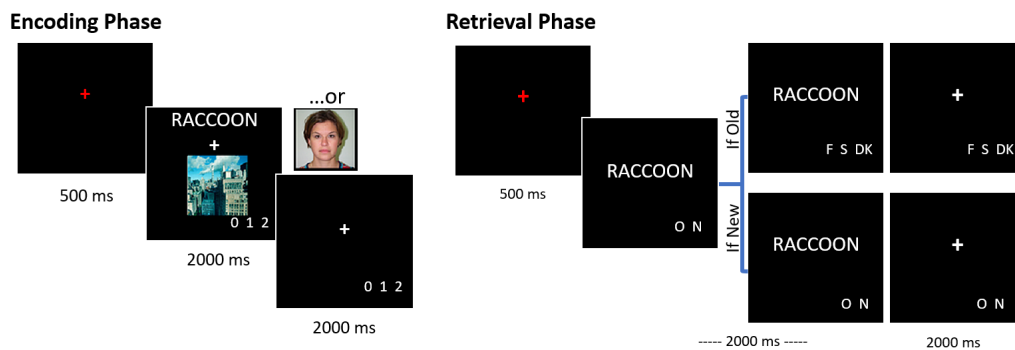 Encoding Phase
+
500 ms
...or
RACCOON
+
0 1 2
2000 ms
+
0 1 2
2000 ms
Retrieval Phase
+
500 ms
RACCOON
O N
If Old
RACCOON
F S DK
+
F S DK
If New
RACCOON
O N
+
O N
----- 2000 ms -----
2000 ms